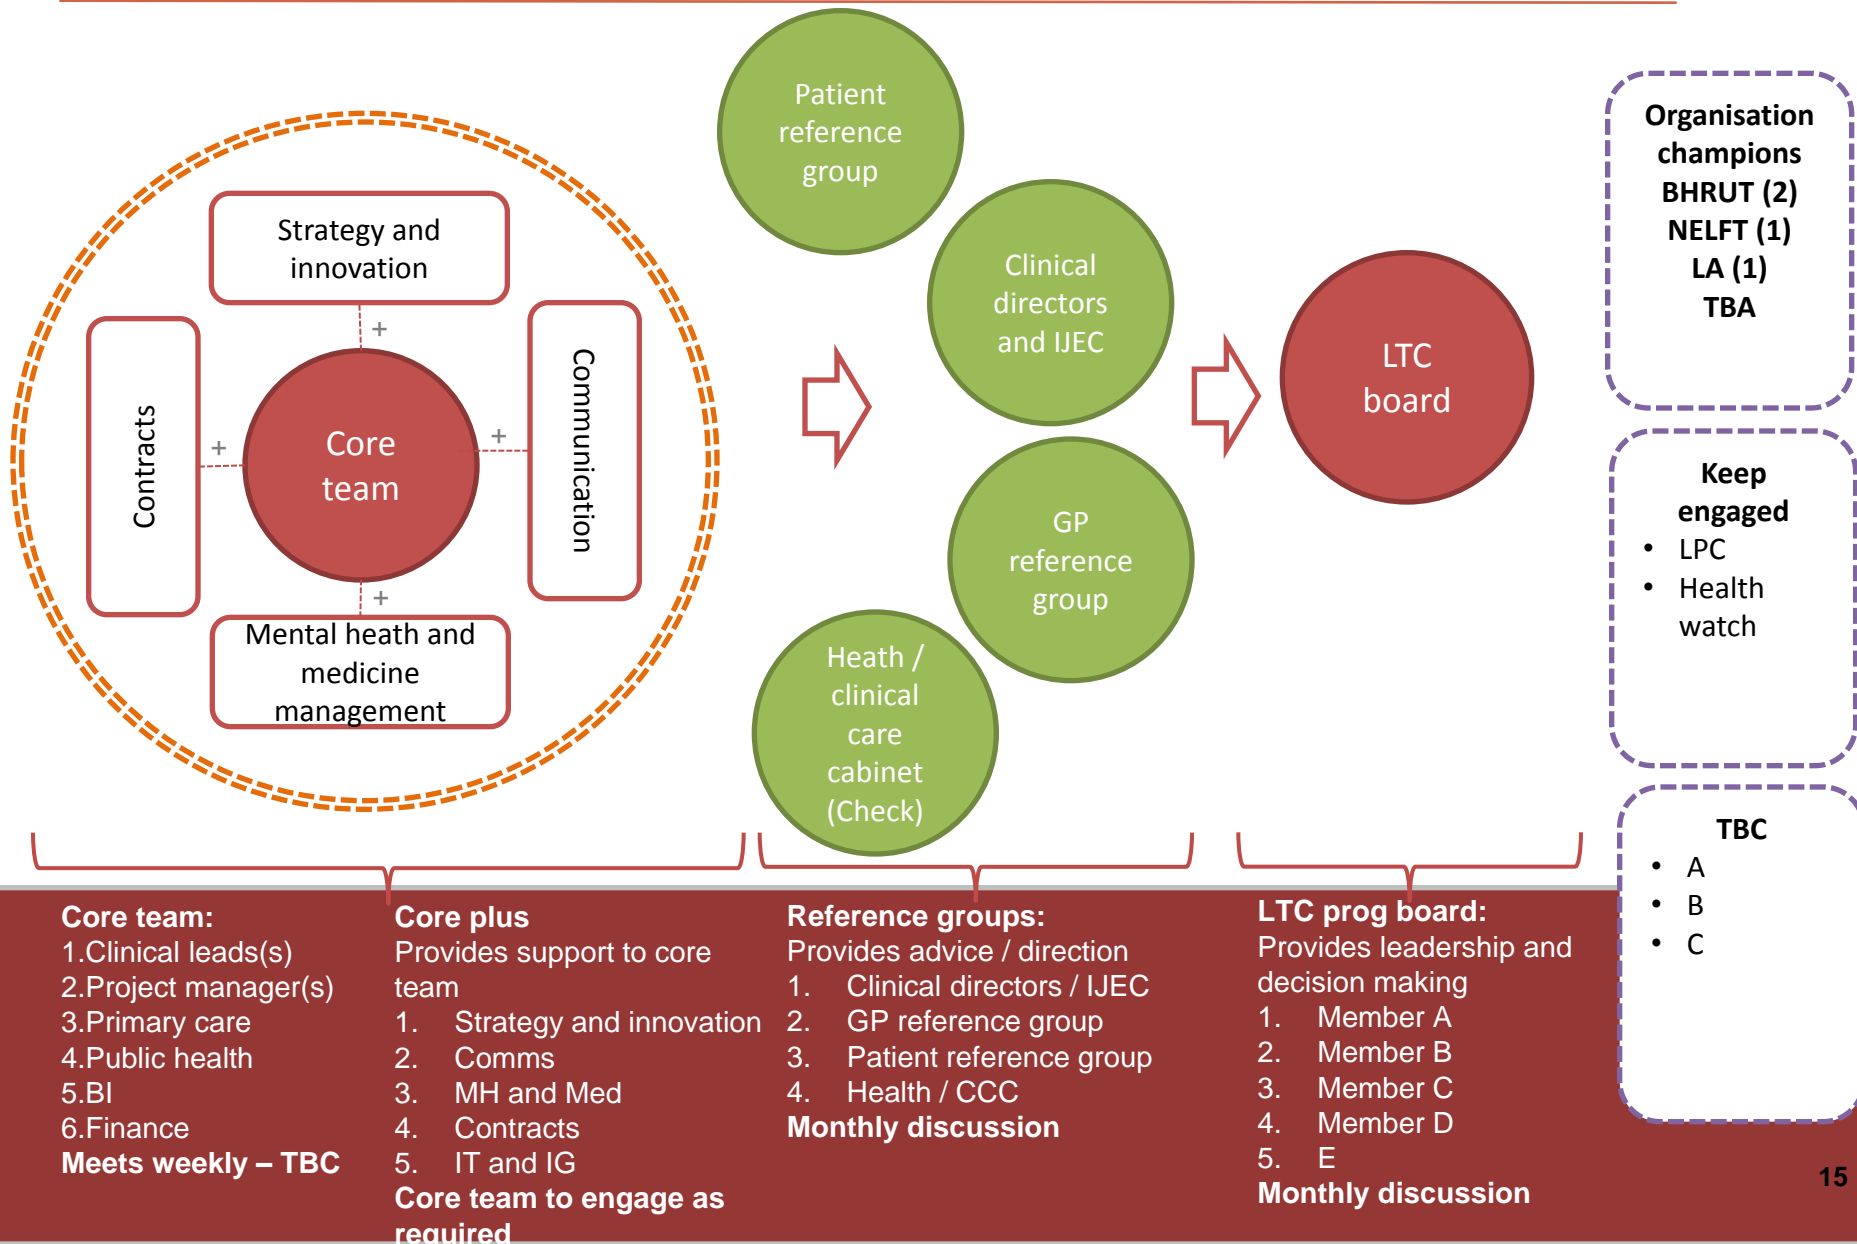 Strategy and
innovation
+
Contracts
+
Core
team
+
Communication
+
Mental heath and
medicine
management
Patient
reference
group
Clinical
directors
and IJEC
GP
reference
group
Heath /
clinical
care
cabinet
(Check)
LTC
board
Organisation
champions
BHRUT (2)
NELFT (1)
LA (1)
TBA
Keep
engaged
• LPC
• Health
watch
TBC
• A
• B
• C
Core team:
1.Clinical leads(s)
2.Project manager(s)
3.Primary care
4.Public health
5.BI
6.Finance
Meets weekly – TBC
Core plus
Provides support to core
team
1. Strategy and innovation
2. Comms
3. MH and Med
4. Contracts
5. IT and IG
Core team to engage as
required
Reference groups:
Provides advice / direction
1. Clinical directors / IJEC
2. GP reference group
3. Patient reference group
4. Health / CCC
Monthly discussion
LTC prog board:
Provides leadership and
decision making
1. Member A
2. Member B
3. Member C
4. Member D
5. E
Monthly discussion
15